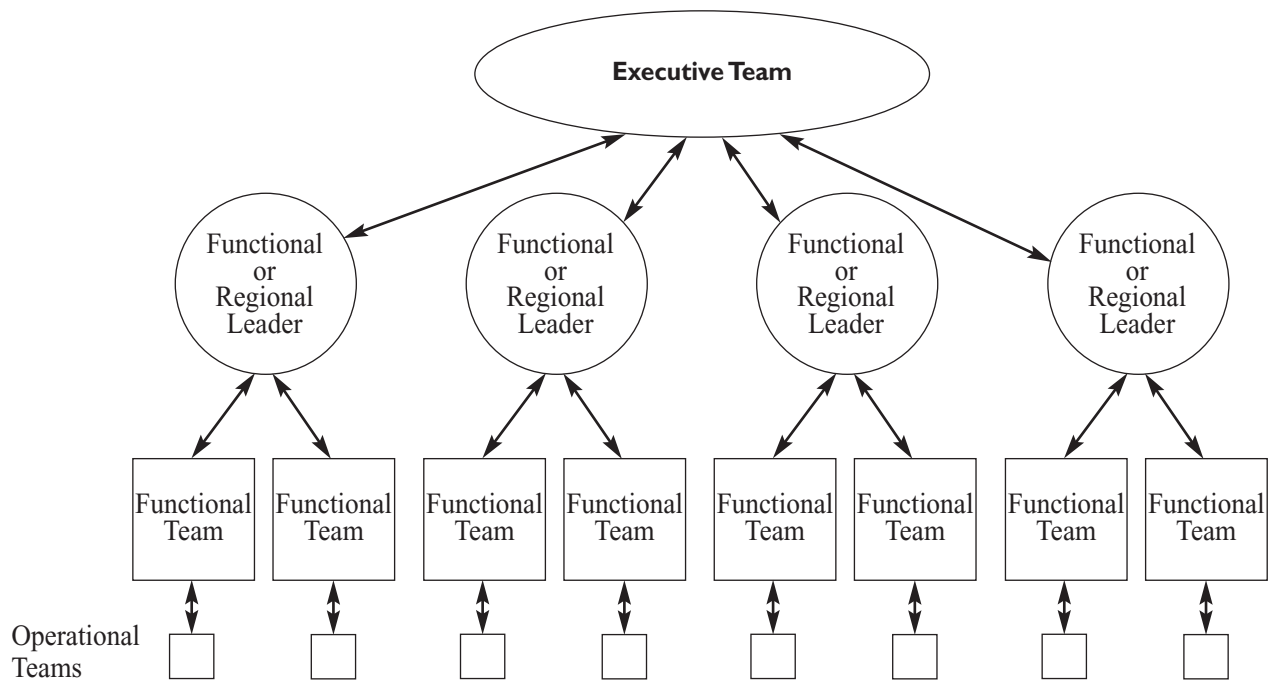 Executive Team
Functional
or
Regional
Leader
Functional
or
Regional
Leader
Functional
or
Regional
Leader
Functional
or
Regional
Leader
Functional
Team
Functional
Team
Functional
Team
Functional
Team
Functional
Team
Functional
Team
Functional
Team
Functional
Team
Operational
Teams